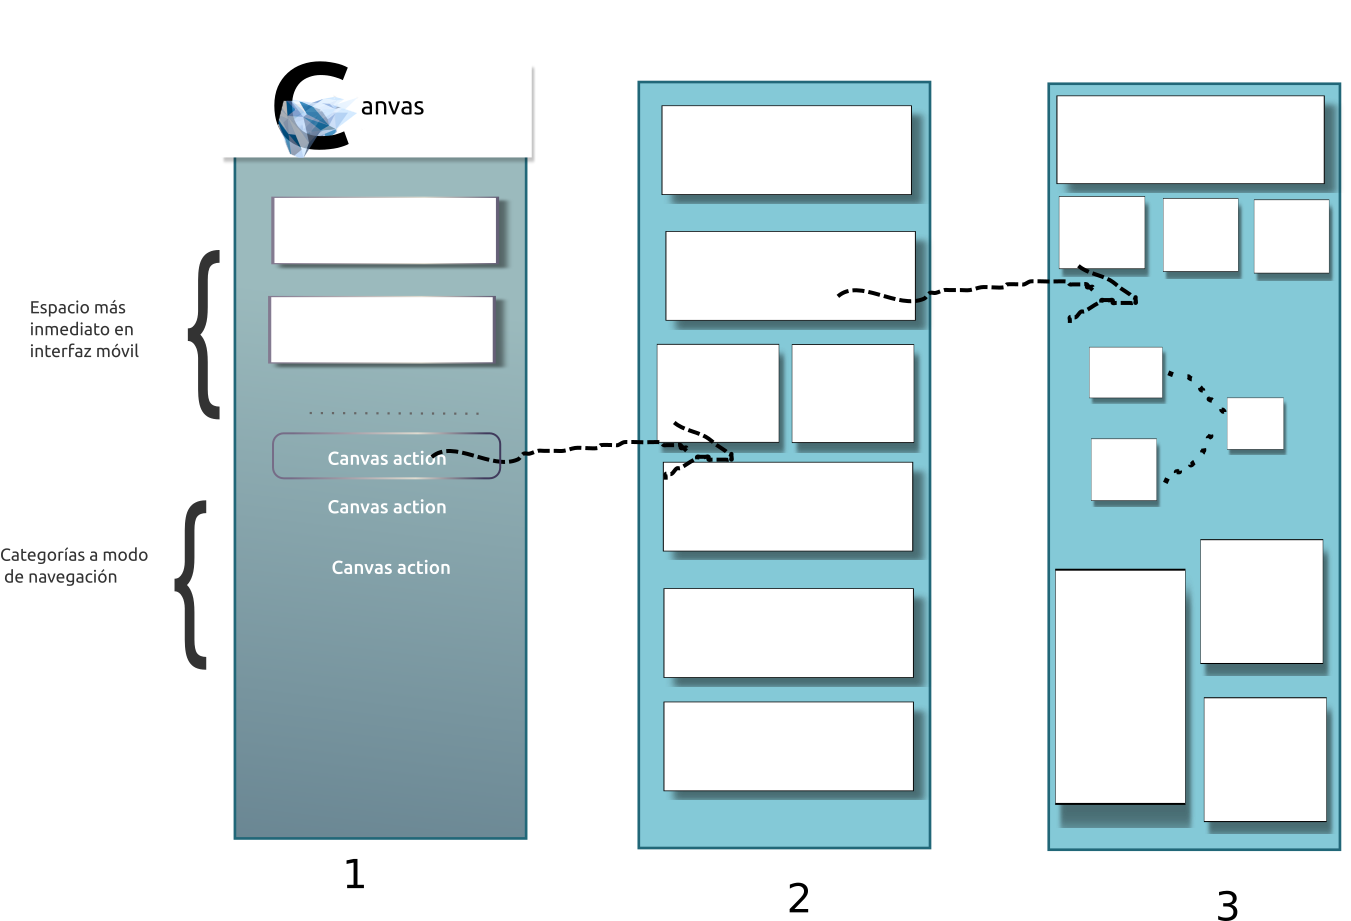 Canvas
Espacio más
inmediato en
interfaz móvil
Canvas action
Canvas action
Categorías a modo
de navegación
Canvas action
1
2
3